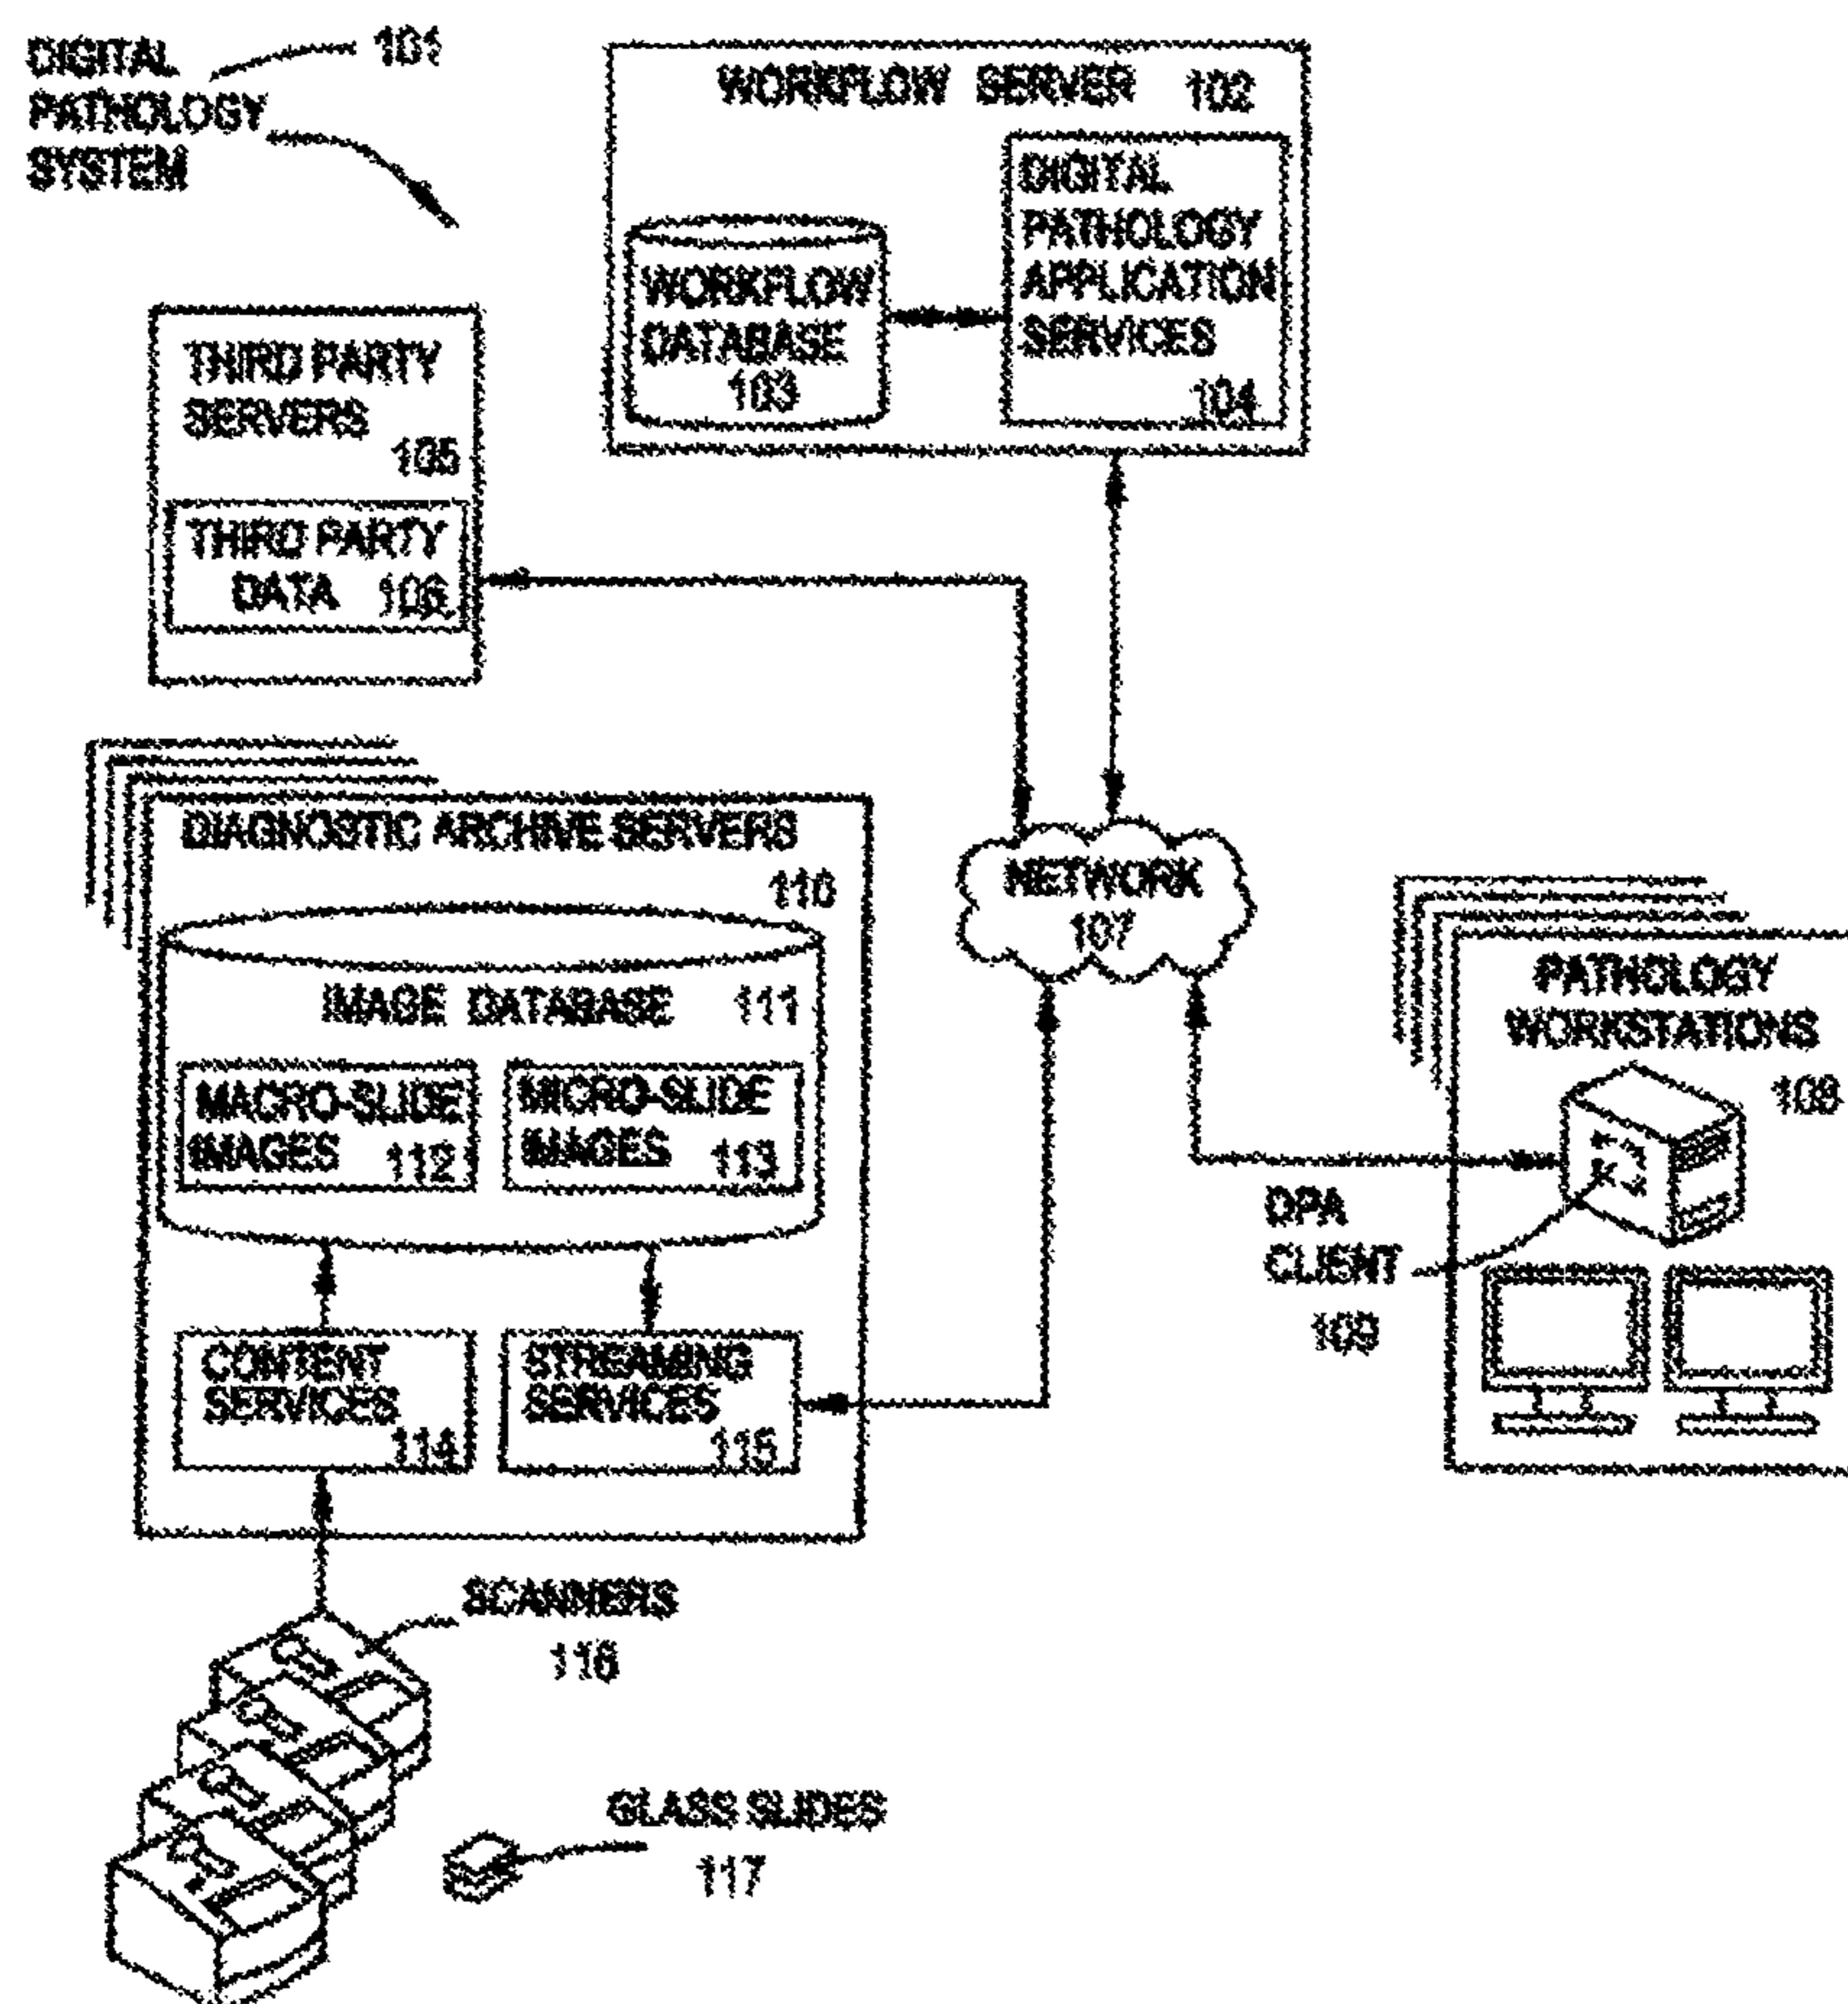 DIGITAL
PATHOLOGY
SYSTEM
101
WORKFLOW SERVER 102
WORKFLOW
DATABASE
103
DIGITAL
PATHOLOGY
APPLICATION
SERVICES
104
THIRD PARTY
SERVERS
105
THIRD PARTY
DATA 106
NETWORK
107
DIAGNOSTIC ARCHIVE SERVERS
110
IMAGE DATABASE 111
MACRO-SLIDE
IMAGES 112
MICRO-SLIDE
IMAGES 113
CONTENT
SERVICES
114
STREAMING
SERVICES
115
PATHOLOGY
WORKSTATIONS
108
DPA
CLIENT
109
SCANNERS
116
GLASS SLIDES
117